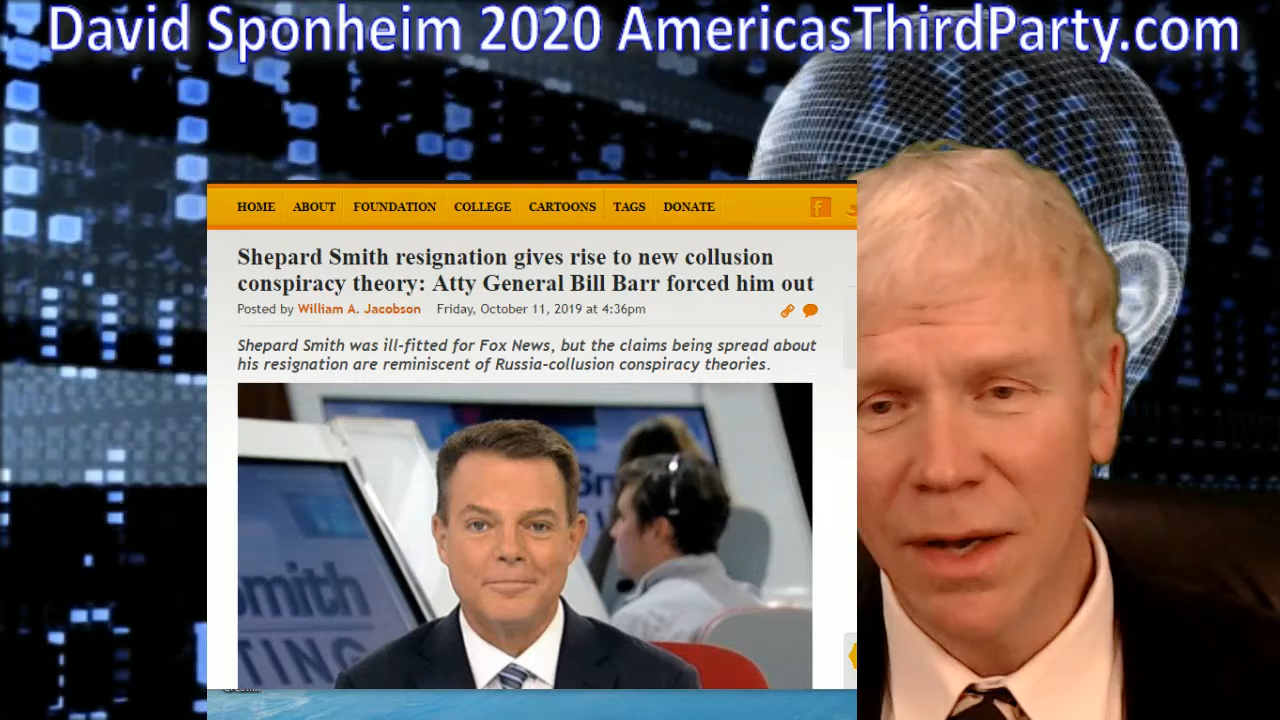 David Sponheim 2020 AmericasThirdParty.com
HOME ABOUT FOUNDATION COLLEGE CARTOONS TAGS DONATE
Shepard Smith resignation gives rise to new collusion
conspiracy theory: Atty General Bill Barr forced him out
Posted by William A. Jacobson Friday, October 11, 2019 at 4:36pm
Shepard Smith was ill-fitted for Fox News, but the claims being spread about
his resignation are reminiscent of Russia-collusion conspiracy theories.
Sm
mith
TING